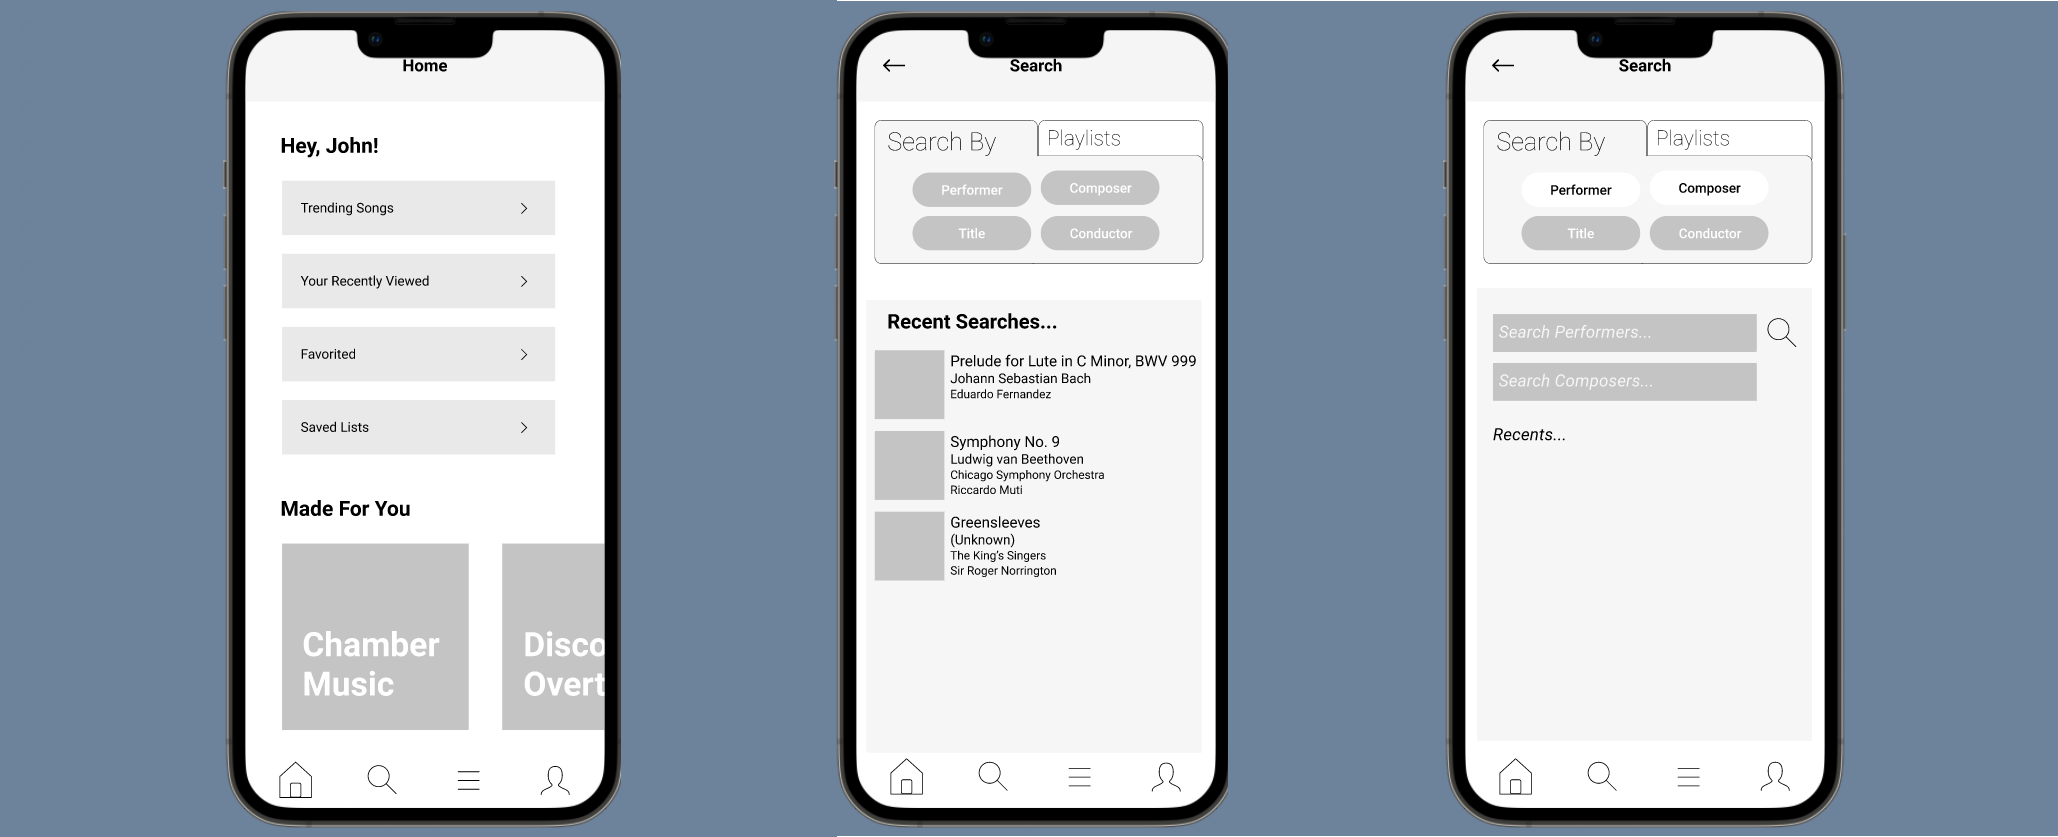 Home
Hey, John!
Trending Songs
Your Recently Viewed
Favorited
Saved Lists
Made For You
Chamber
Music
Disco
Overt
Search
Search By
Playlists
Performer
Composer
Title
Conductor
Recent Searches...
Prelude for Lute in C Minor, BWV 999
Johann Sebastian Bach
Eduardo Fernandez
Symphony No. 9
Ludwig van Beethoven
Chicago Symphony Orchestra
Riccardo Muti
Greensleeves
(Unknown)
The King's Singers
Sir Roger Norrington
Search
Search By
Playlists
Performer
Composer
Title
Conductor
Search Performers...
Search Composers...
Recents...